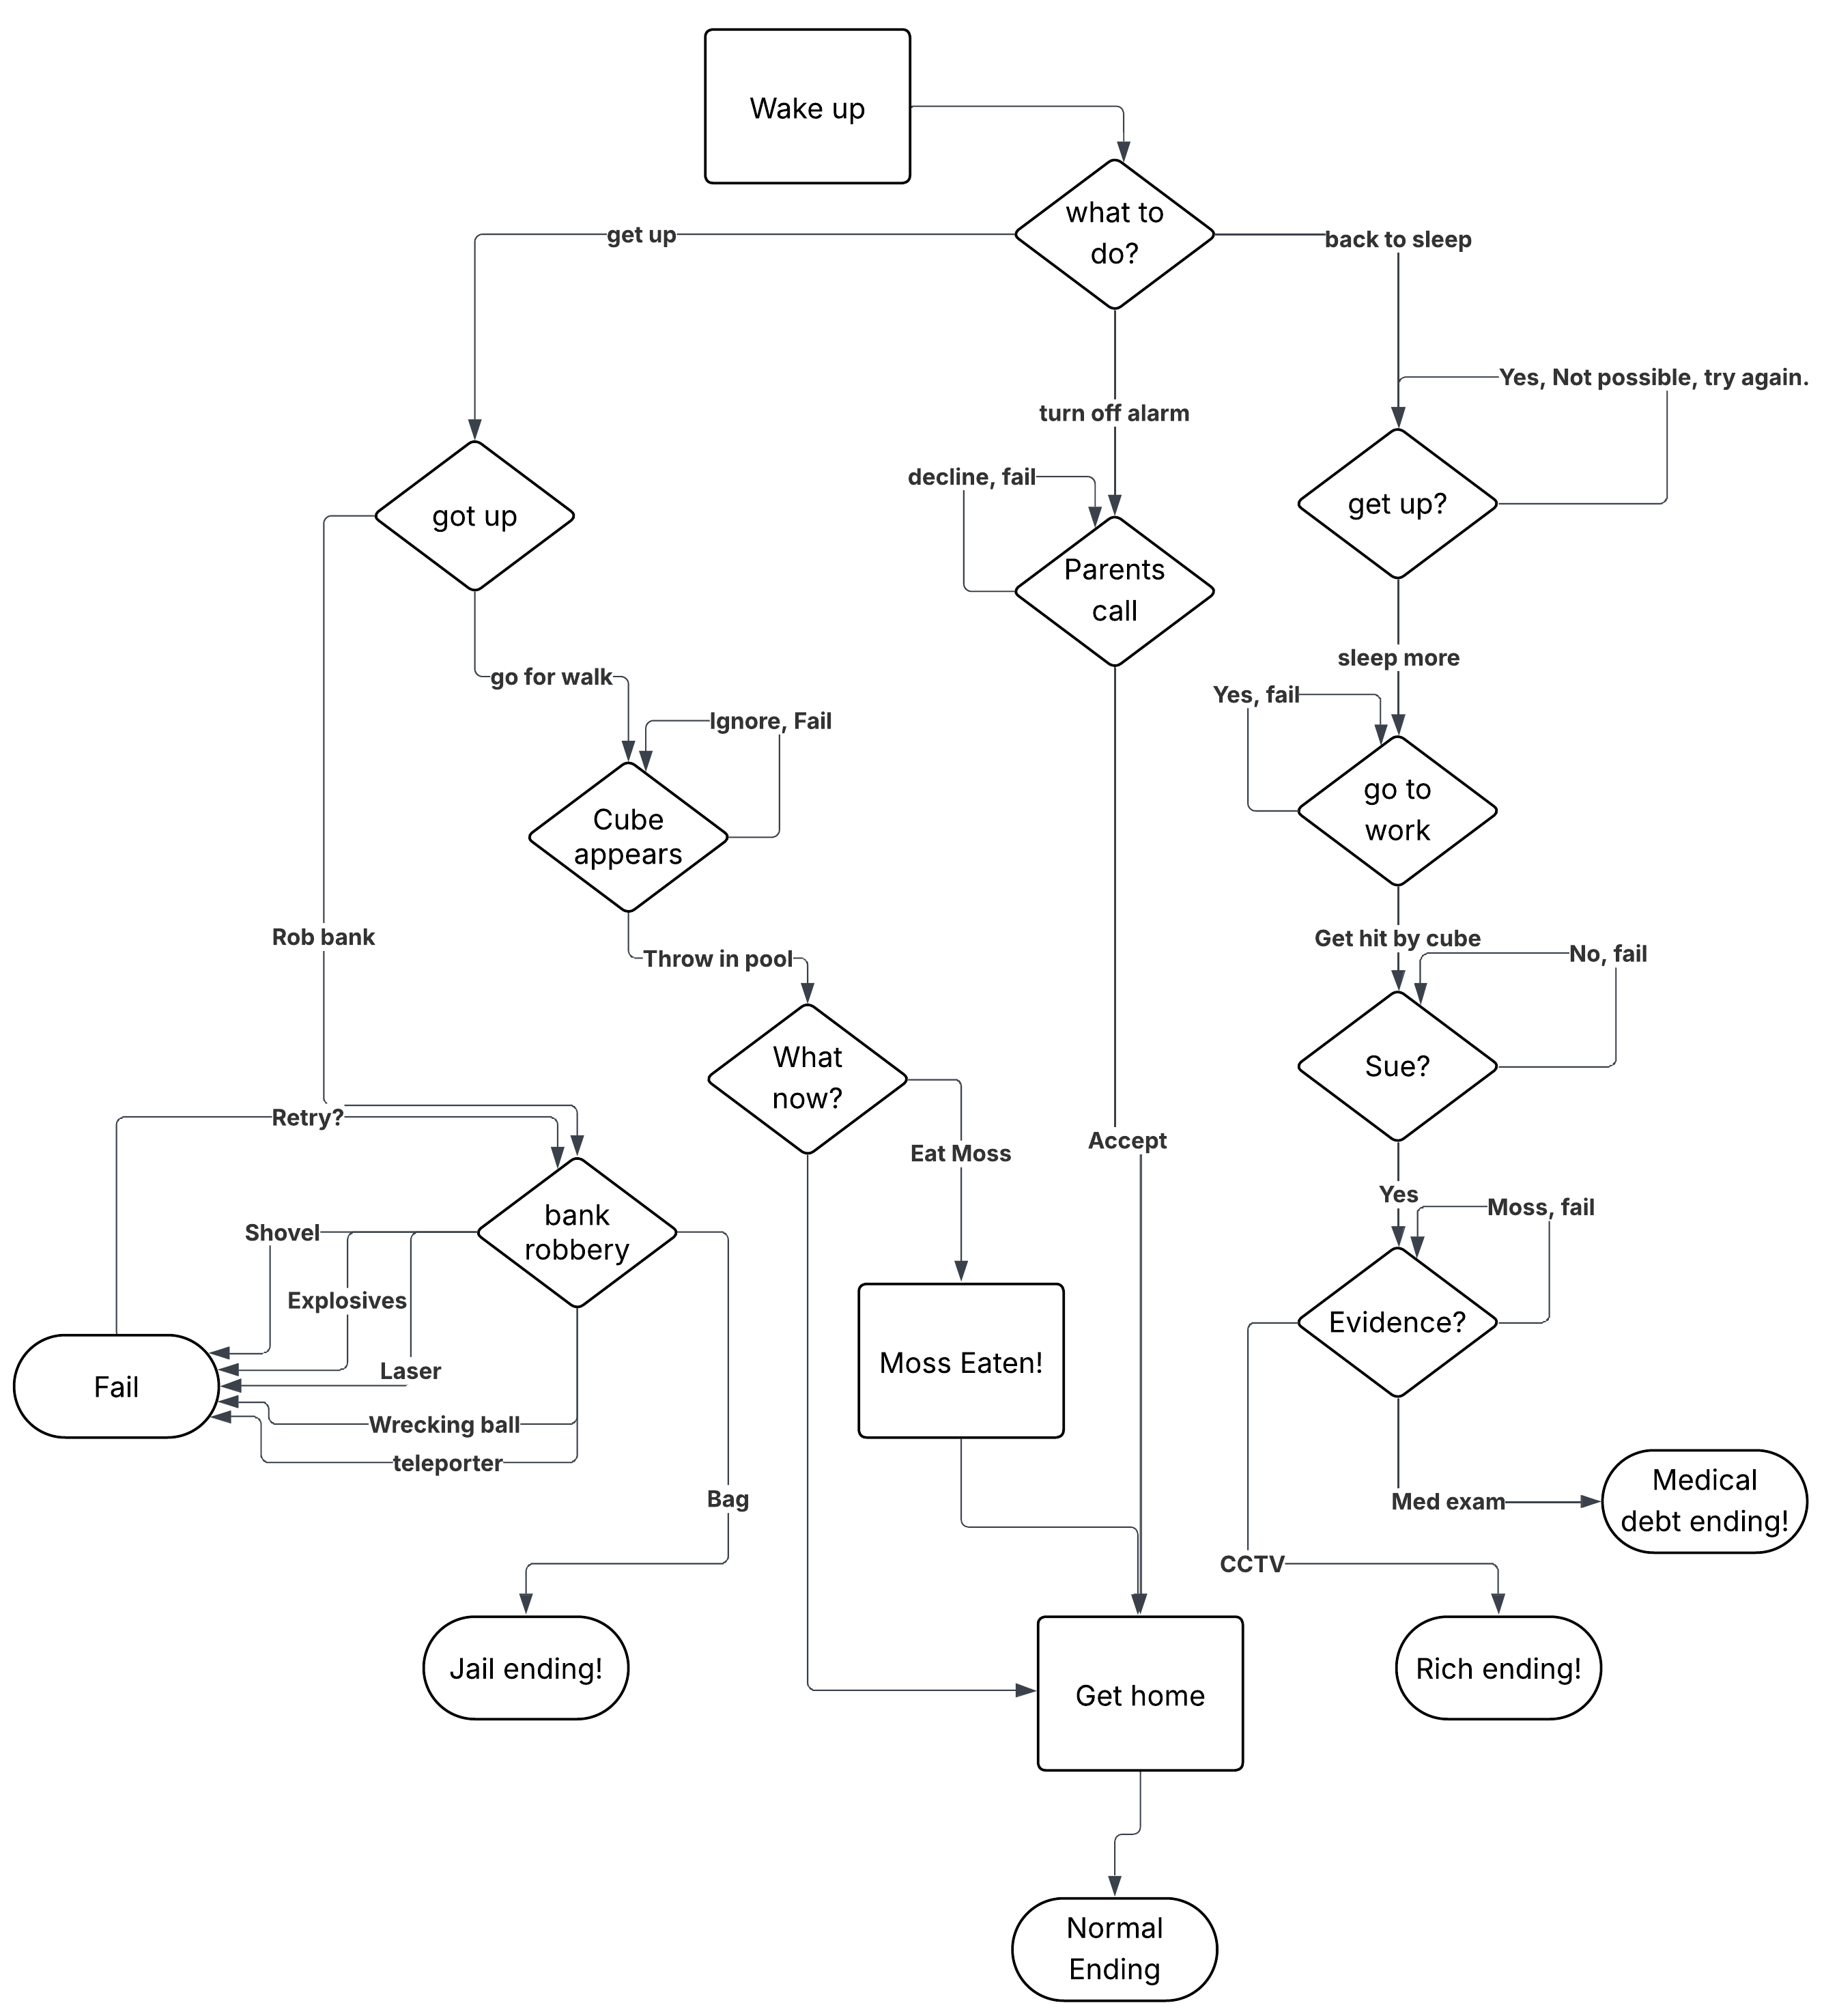 Wake up
what to
do?
get up
back to sleep
Yes, Not possible, try again.
turn off alarm
decline, fail
got up
get up?
Parents
call
sleep more
go for walk
Yes, fail
Ignore, Fail
Cube
appears
go to
work
Rob bank
Get hit by cube
No, fail
Throw in pool
What
now?
Sue?
Retry?
Accept
Eat Moss
Yes
Moss, fail
bank
robbery
Shovel
Explosives
Laser
Wrecking ball
teleporter
Fail
Moss Eaten!
Evidence?
Bag
Med exam
Medical
debt ending!
CCTV
Jail ending!
Get home
Rich ending!
Normal
Ending